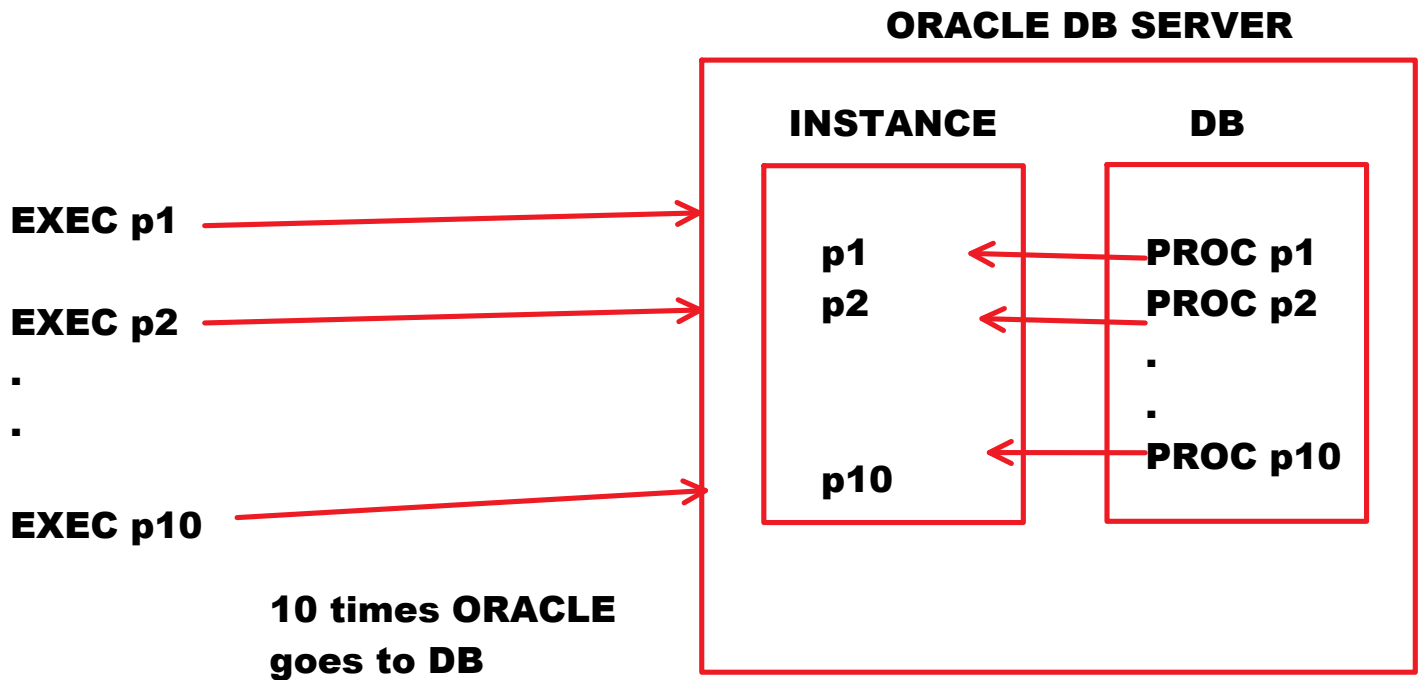 ORACLE DB SERVER
INSTANCE
DB
EXEC p1
p1
PROC p1
EXEC p2
p2
PROC p2
.
.
.
.
EXEC p10
p10
PROC p10
10 times ORACLE
goes to DB